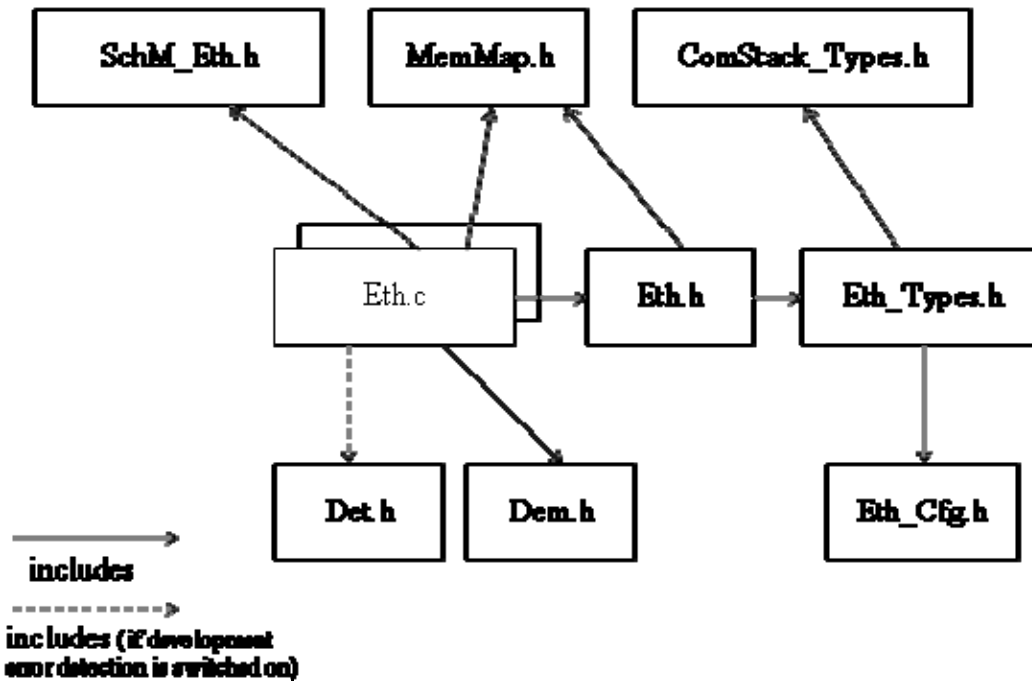 SchM_Eth.h
MemMap.h
ComStack_Types.h
Eth.c
Eth.h
Eth_Types.h
Det.h
Dem.h
Eth_Cfg.h
includes
includes (if development
error detection is switched on)